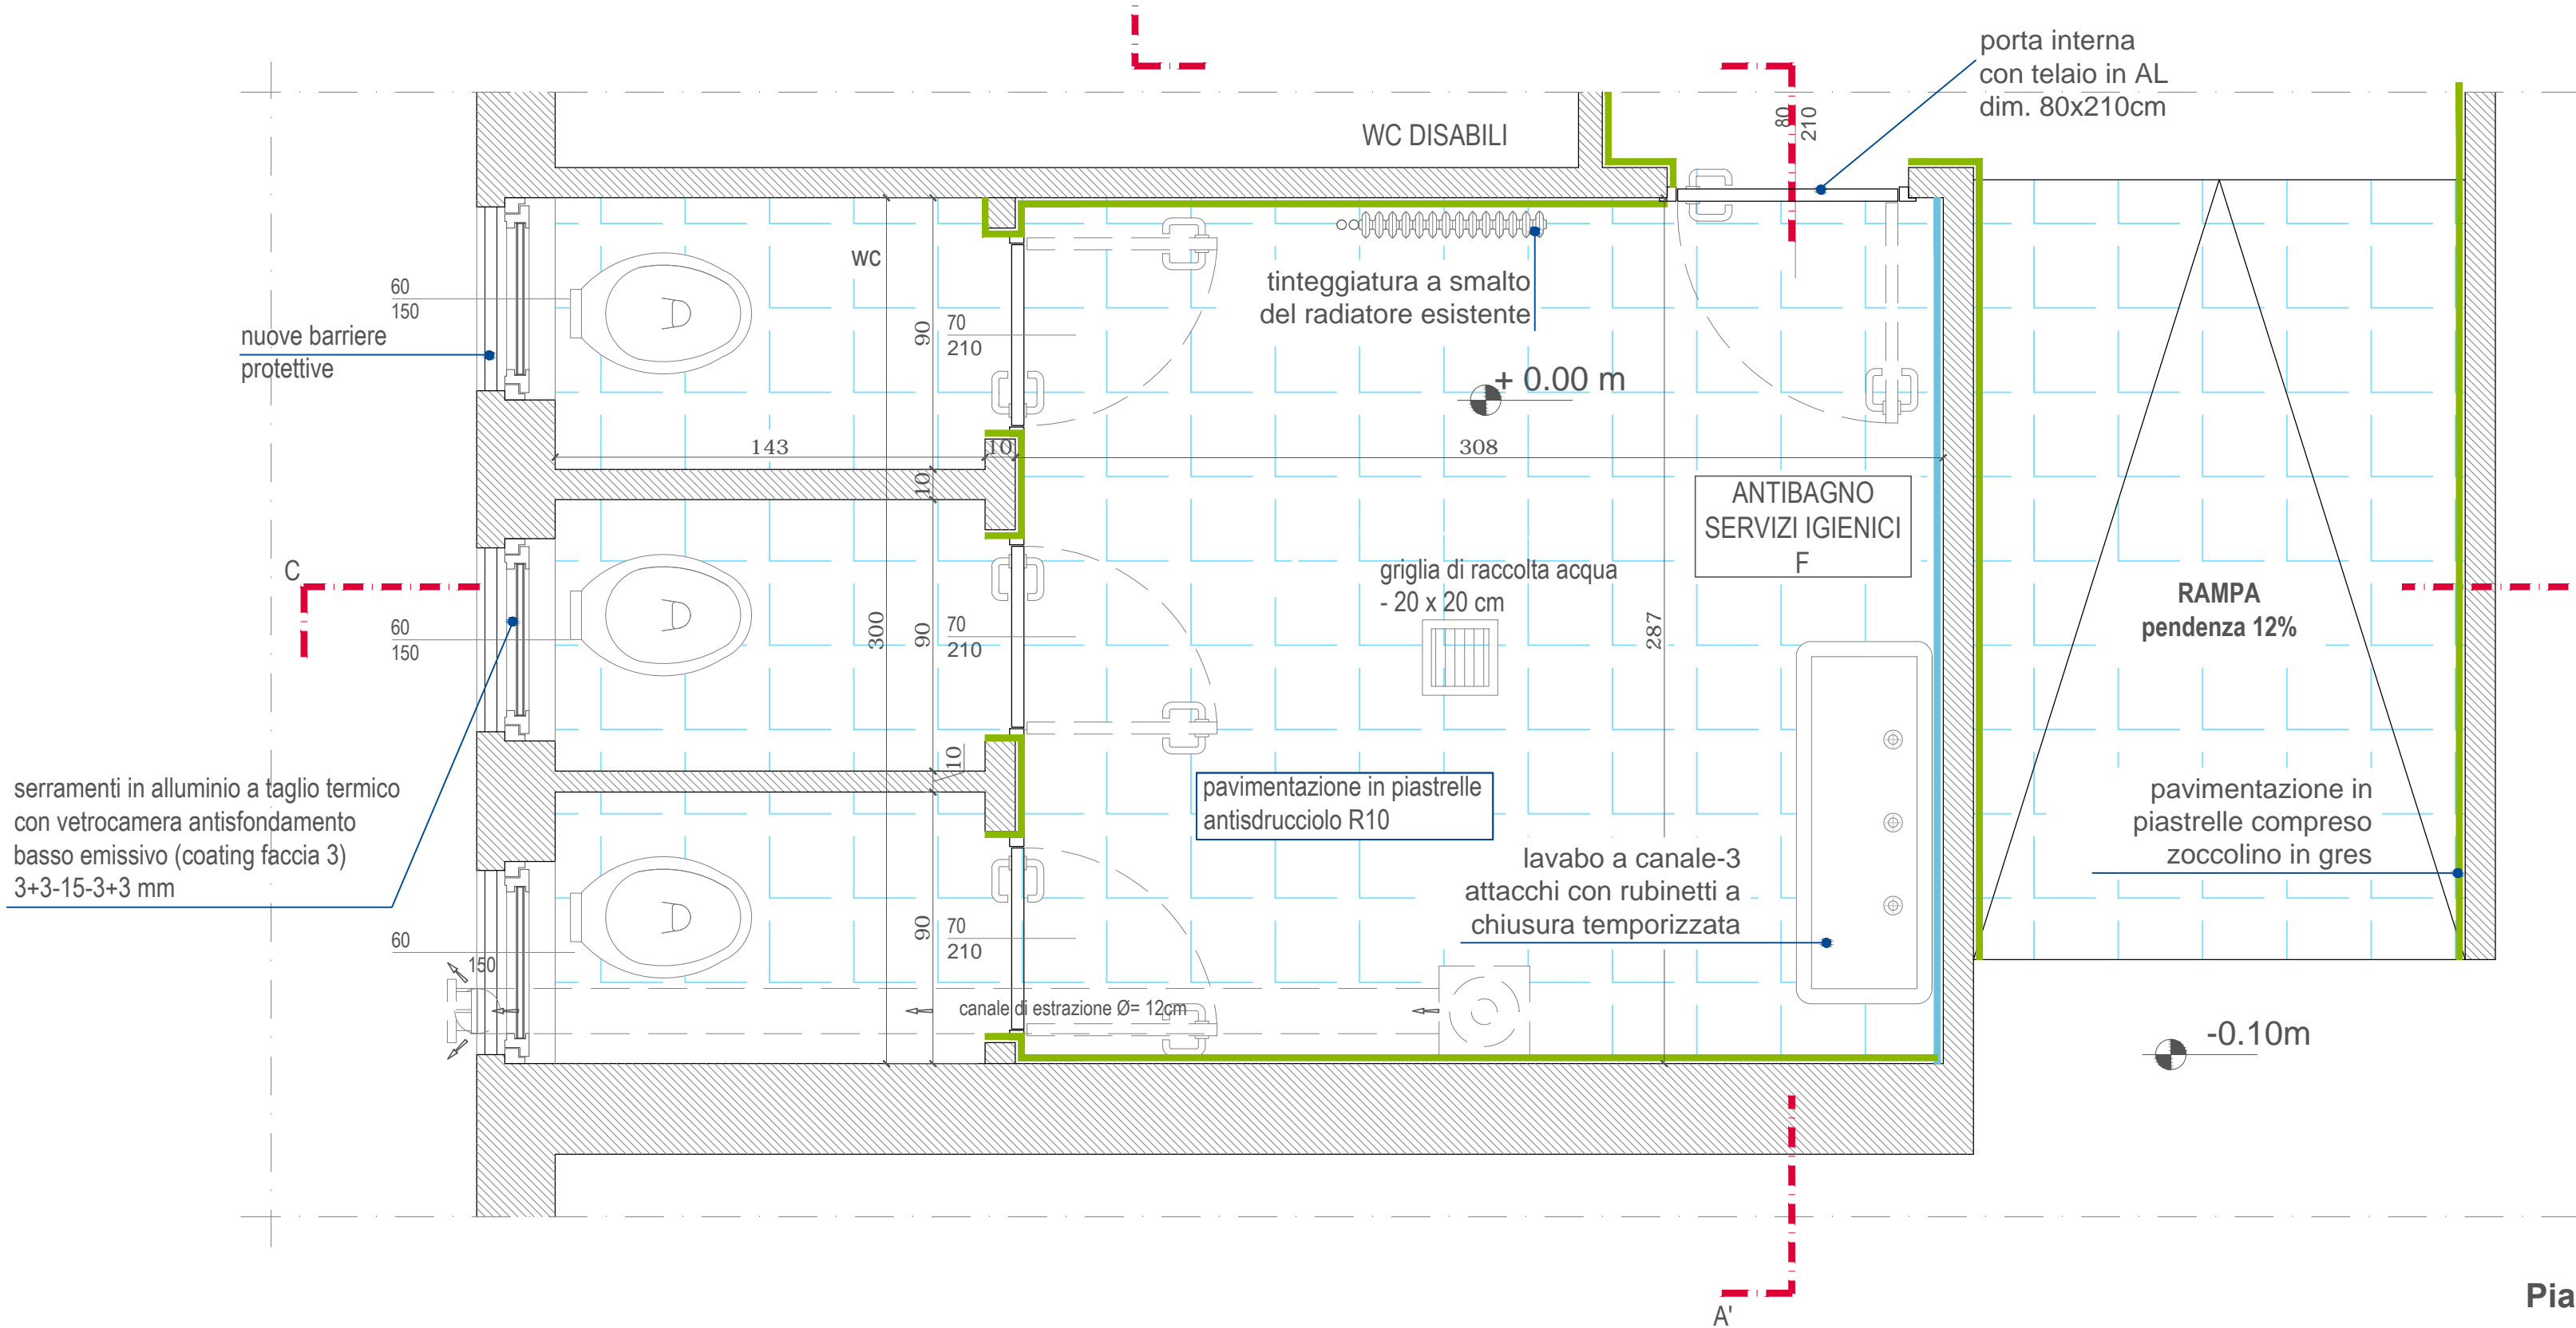 porta interna
con telaio in AL
dim. 80x210cm
80
210
WC DISABILI
wc
60
150
nuove barriere
protettive
90
70
210
tinteggiatura a smalto
del radiatore esistente
+ 0.00 m
143
10
308
10
ANTIBAGNO
SERVIZI IGIENICI
F
C
griglia di raccolta acqua
- 20 x 20 cm
RAMPA
pendenza 12%
60
150
300
90
70
210
287
10
serramenti in alluminio a taglio termico
con vetrocamera antisfondamento
basso emissivo (coating faccia 3)
3+3-15-3+3 mm
pavimentazione in piastrelle
antisdrucciolo R10
pavimentazione in
piastrelle compreso
zoccolino in gres
lavabo a canale-3
attacchi con rubinetti a
chiusura temporizzata
60
150
90
70
210
canale di estrazione Ø= 12cm
-0.10m
A'
Pia